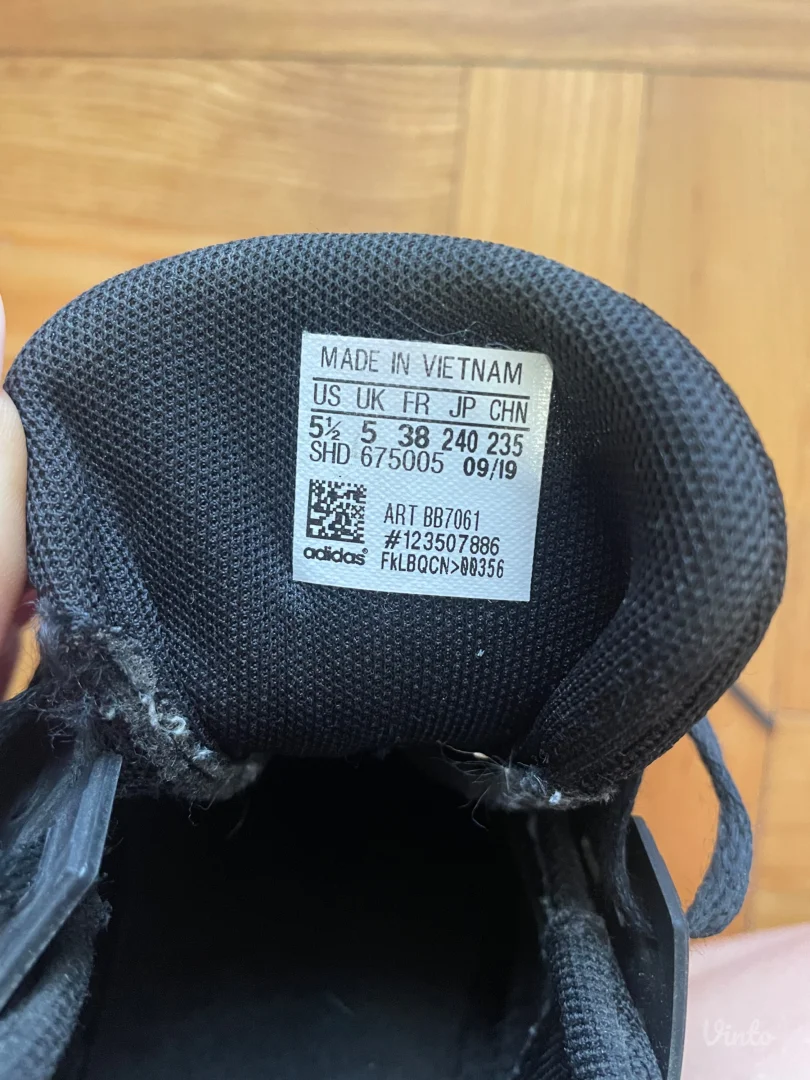 MADE IN VIETNAM
US UK FR JP CHN
5½ 5 38 240 235
SHD 675005 09/19
ART BB7061
#123507886
adidas® FkLBQCN>00356
Vinto